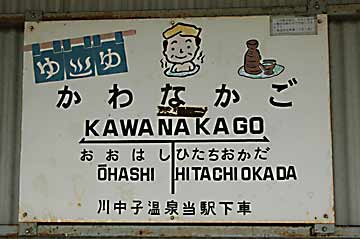 ゆ♨ゆ
かわなかご
KAWANAKAGO
おおはし ひたちおかだ
ŌHASHI HITACHIOKADA
川中子温泉当駅下車